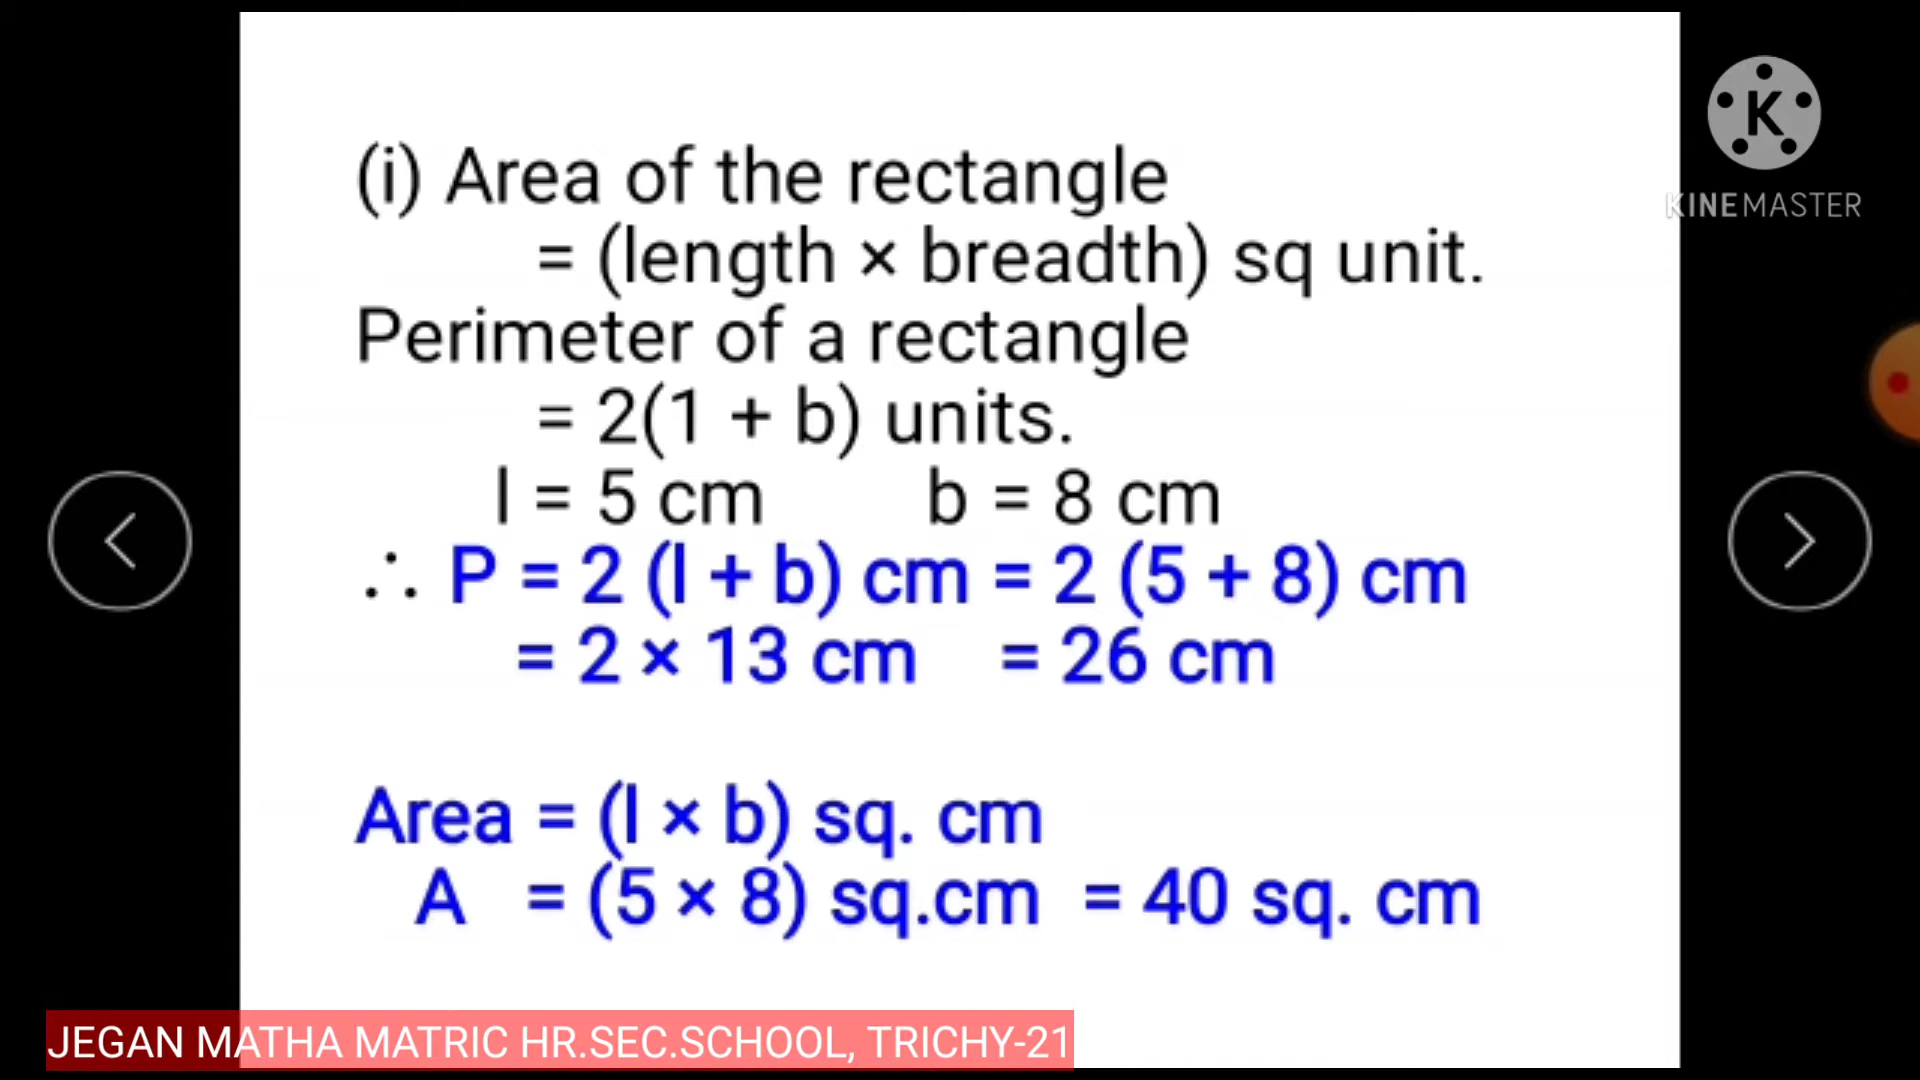 (i) Area of the rectangle
= (length × breadth) sq unit.
Perimeter of a rectangle
= 2(1 + b) units.
l = 5 cm b = 8 cm
∴ P = 2 (l + b) cm = 2 (5 + 8) cm
= 2 × 13 cm = 26 cm
Area = (l × b) sq. cm
A = (5 × 8) sq.cm = 40 sq. cm
K
KINEMASTER
JEGAN MATHA MATRIC HR.SEC.SCHOOL, TRICHY-21